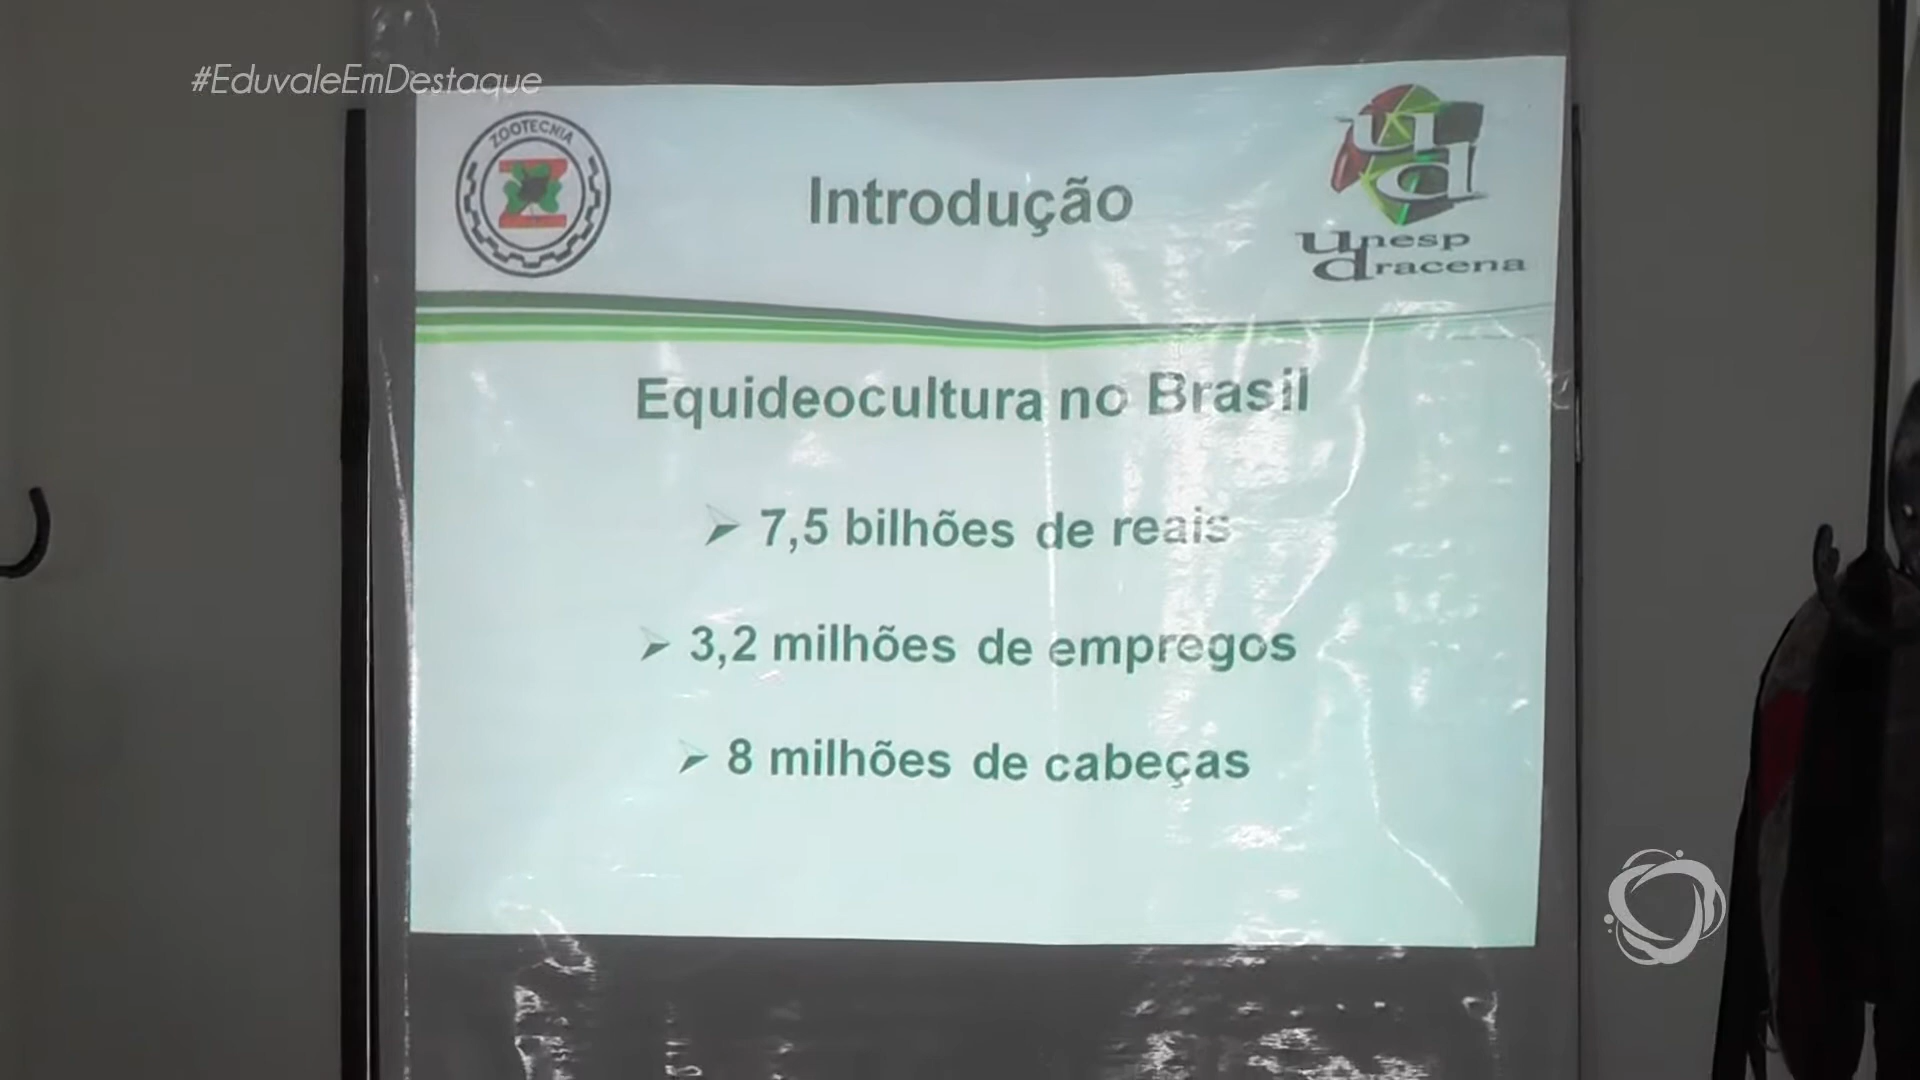 #EduvaleEmDestaque
ZOOTECNIA
Z
Introdução
ud
unesp
dracena
Equideocultura no Brasil
7,5 bilhões de reais
3,2 milhões de empregos
8 milhões de cabeças